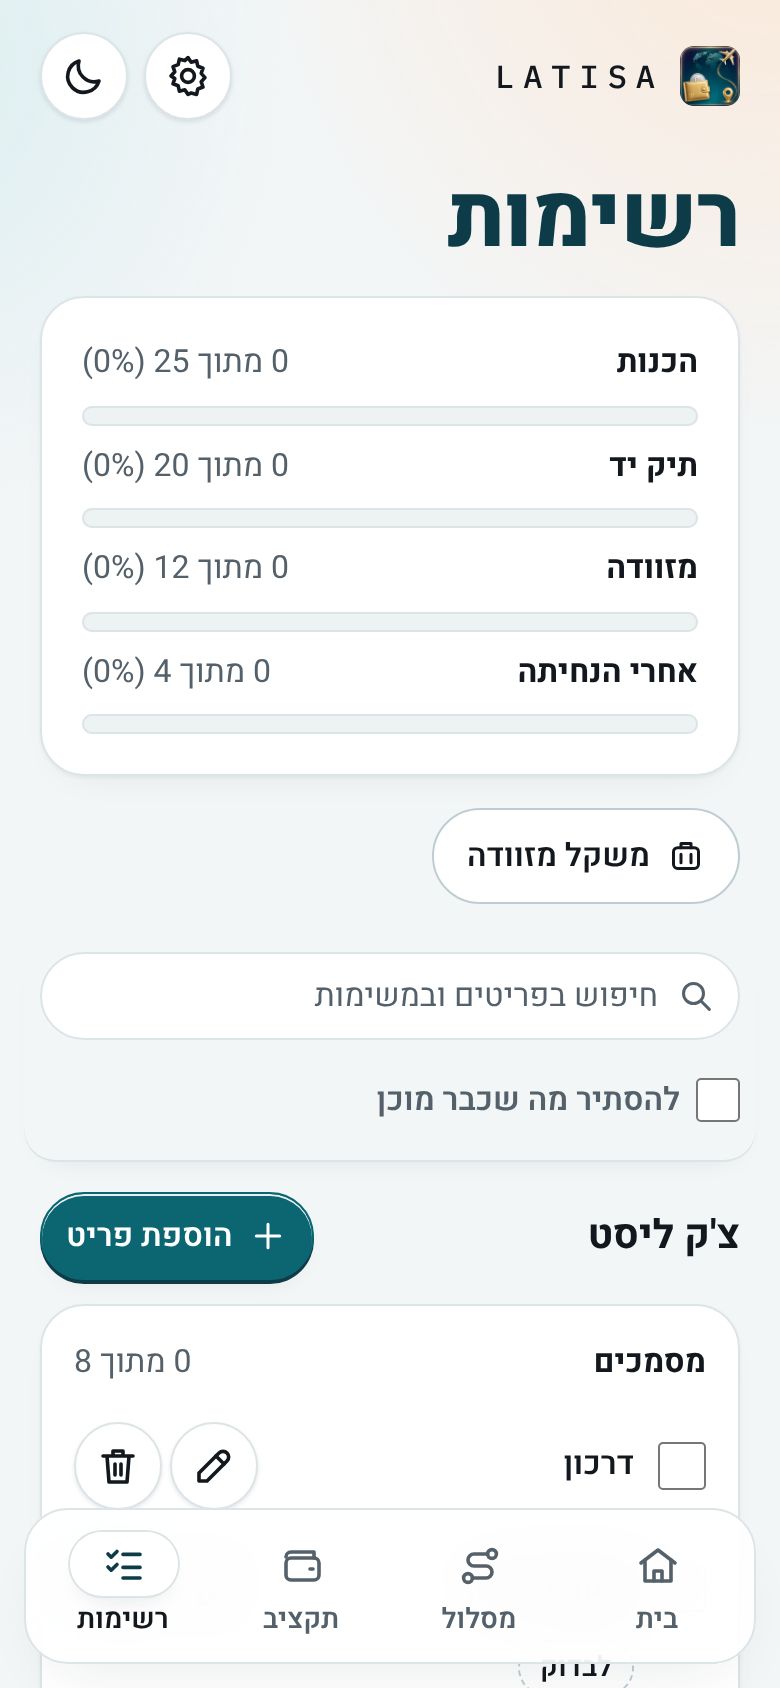 LATISA
רשימות
הכנות 0 מתוך 25 (0%)
תיק יד 0 מתוך 20 (0%)
מזוודה 0 מתוך 12 (0%)
אחרי הנחיתה 0 מתוך 4 (0%)
משקל מזוודה
חיפוש בפריטים ובמשימות
להסתיר מה שכבר מוכן
צ'ק ליסט
הוספת פריט
מסמכים 0 מתוך 8
דרכון
בית מסלול תקציב רשימות
לבדוק